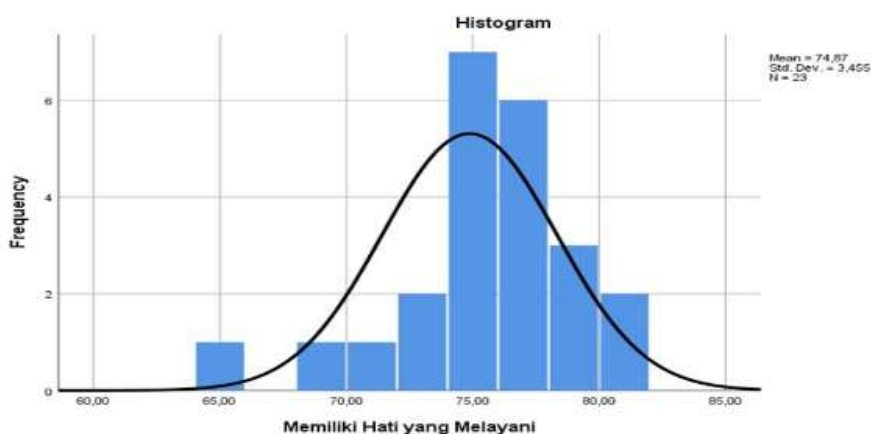 Histogram
Mean = 74,87
Std. Dev. = 3,455
N = 23
Frequency
6
4
2
0
60,00 65,00 70,00 75,00 80,00 85,00
Memiliki Hati yang Melayani